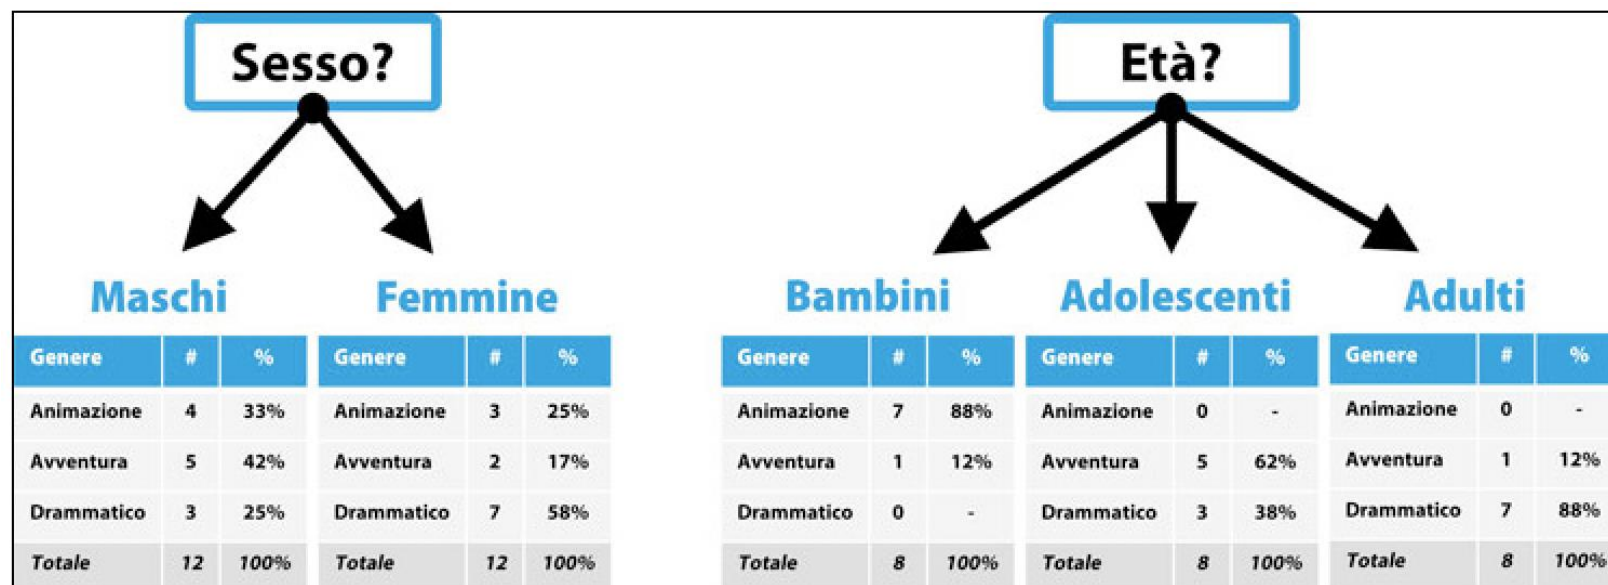 Sesso?
Età?
Maschi Femmine Bambini Adolescenti Adulti
Genere # % Genere # % Genere # % Genere # % Genere # %
Animazione 4 33% Animazione 3 25% Animazione 7 88% Animazione 0 - Animazione 0 -
Avventura 5 42% Avventura 2 17% Avventura 1 12% Avventura 5 62% Avventura 1 12%
Drammatico 3 25% Drammatico 7 58% Drammatico 0 - Drammatico 3 38% Drammatico 7 88%
Totale 12 100% Totale 12 100% Totale 8 100% Totale 8 100% Totale 8 100%